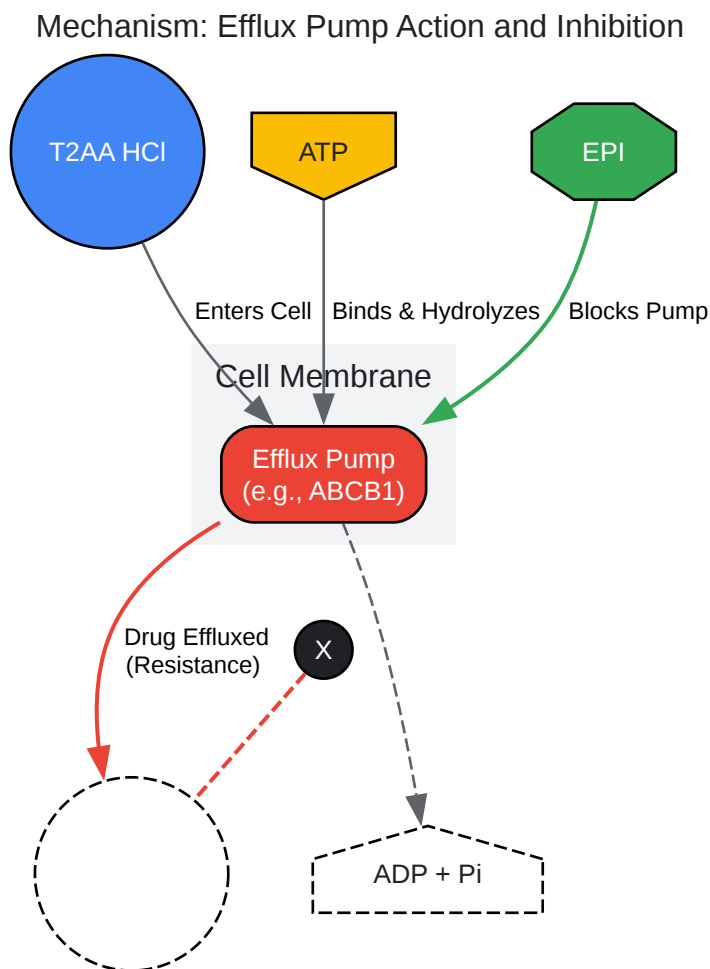 Mechanism: Efflux Pump Action and Inhibition
T2AA HCl
ATP
EPI
Enters Cell
Binds & Hydrolyzes
Blocks Pump
Cell Membrane
Efflux Pump
(e.g., ABCB1)
Drug Effluxed
(Resistance)
X
ADP + Pi